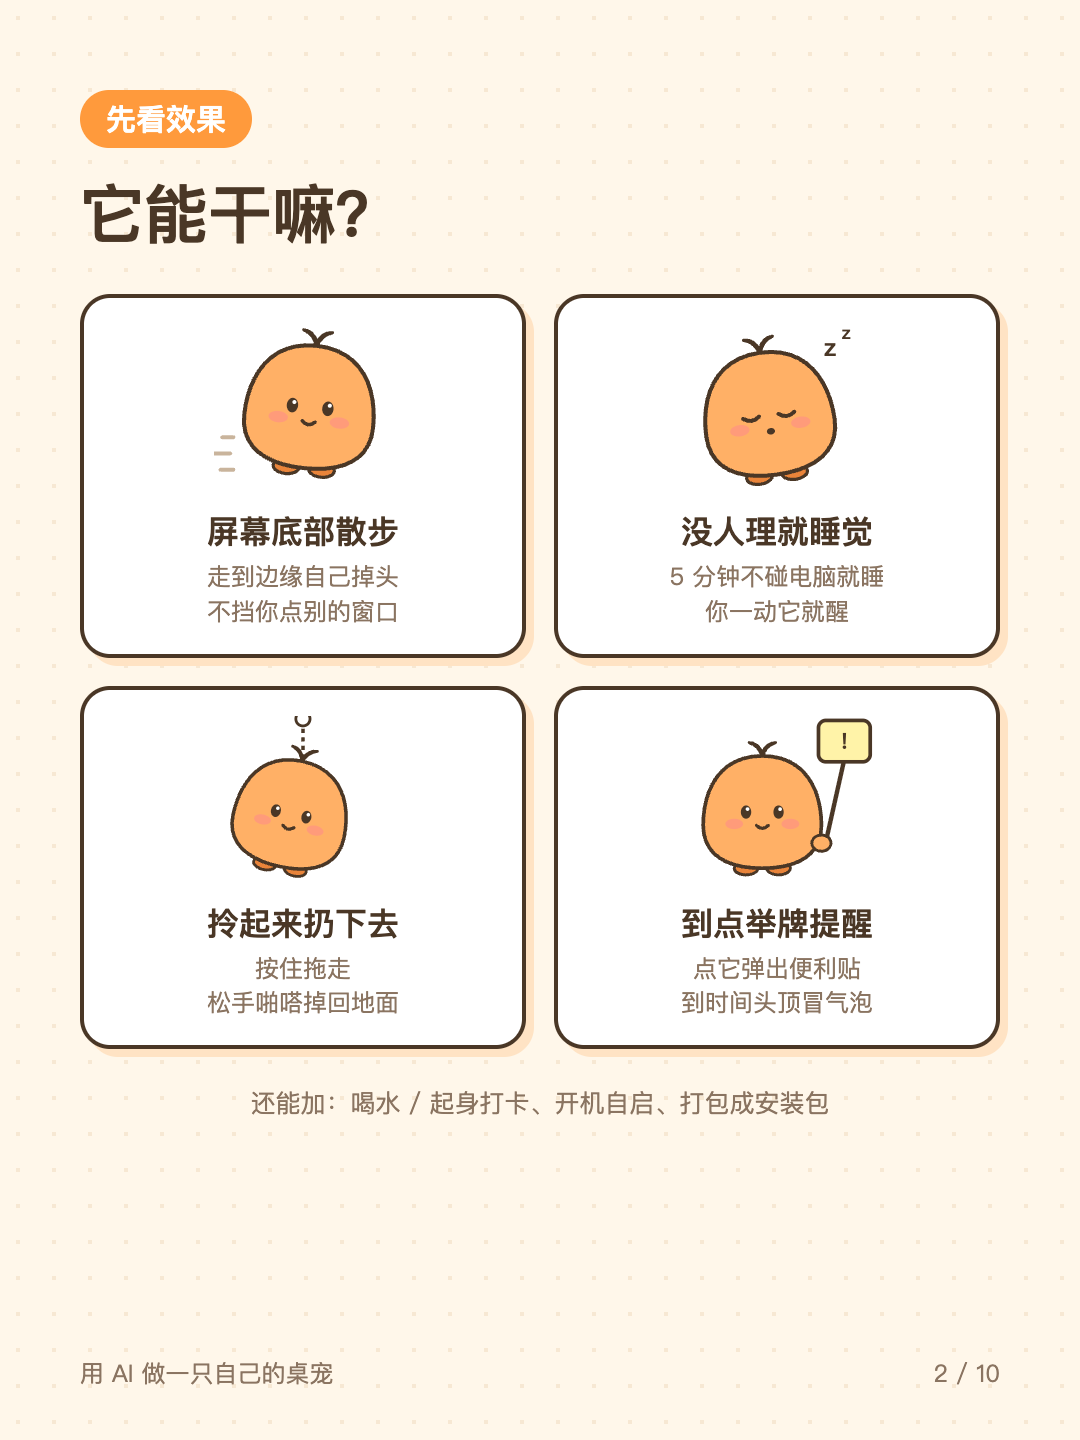 先看效果
它能干嘛?
屏幕底部散步
走到边缘自己掉头
不挡你点别的窗口
z z
没人理就睡觉
5 分钟不碰电脑就睡
你一动它就醒
拎起来扔下去
按住拖走
松手啪嗒掉回地面
!
到点举牌提醒
点它弹出便利贴
到时间头顶冒气泡
还能加：喝水 / 起身打卡、开机自启、打包成安装包
用 AI 做一只自己的桌宠
2 / 10